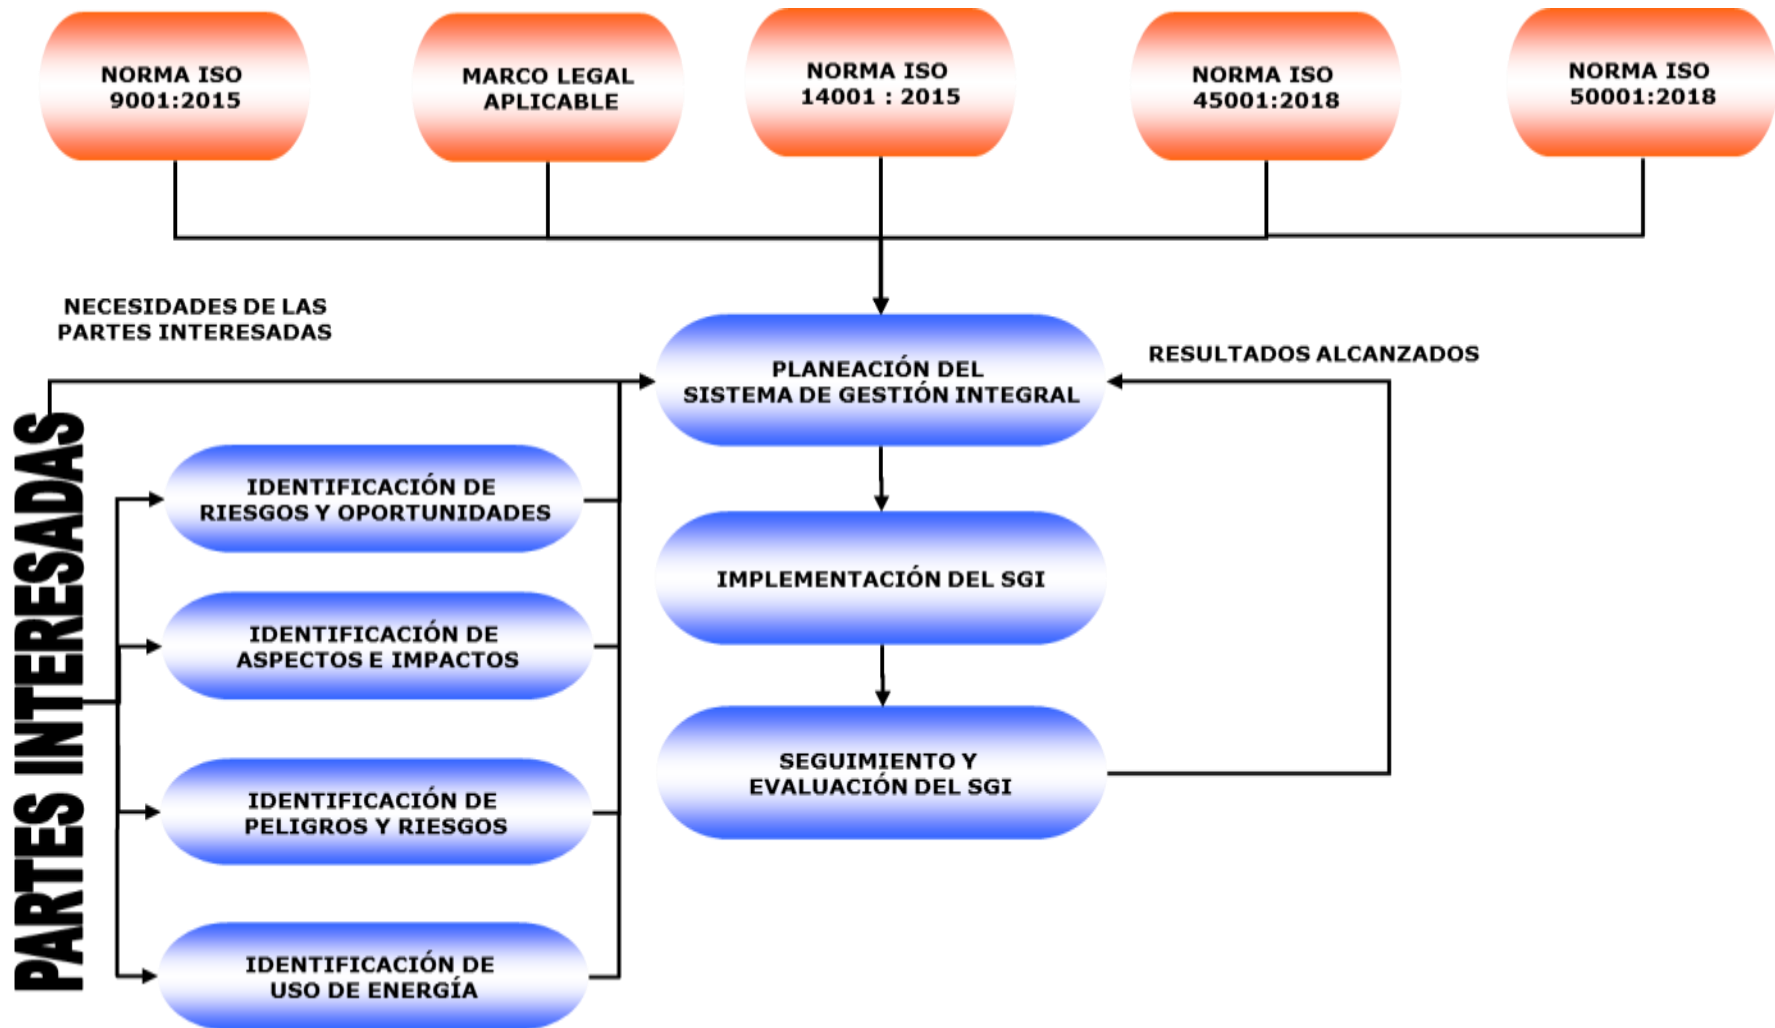 NORMA ISO
9001:2015
MARCO LEGAL
APLICABLE
NORMA ISO
14001 : 2015
NORMA ISO
45001:2018
NORMA ISO
50001:2018
NECESIDADES DE LAS
PARTES INTERESADAS
PLANEACIÓN DEL
SISTEMA DE GESTIÓN INTEGRAL
RESULTADOS ALCANZADOS
PARTES INTERESADAS
IDENTIFICACIÓN DE
RIESGOS Y OPORTUNIDADES
IMPLEMENTACIÓN DEL SGI
IDENTIFICACIÓN DE
ASPECTOS E IMPACTOS
SEGUIMIENTO Y
EVALUACIÓN DEL SGI
IDENTIFICACIÓN DE
PELIGROS Y RIESGOS
IDENTIFICACIÓN DE
USO DE ENERGÍA